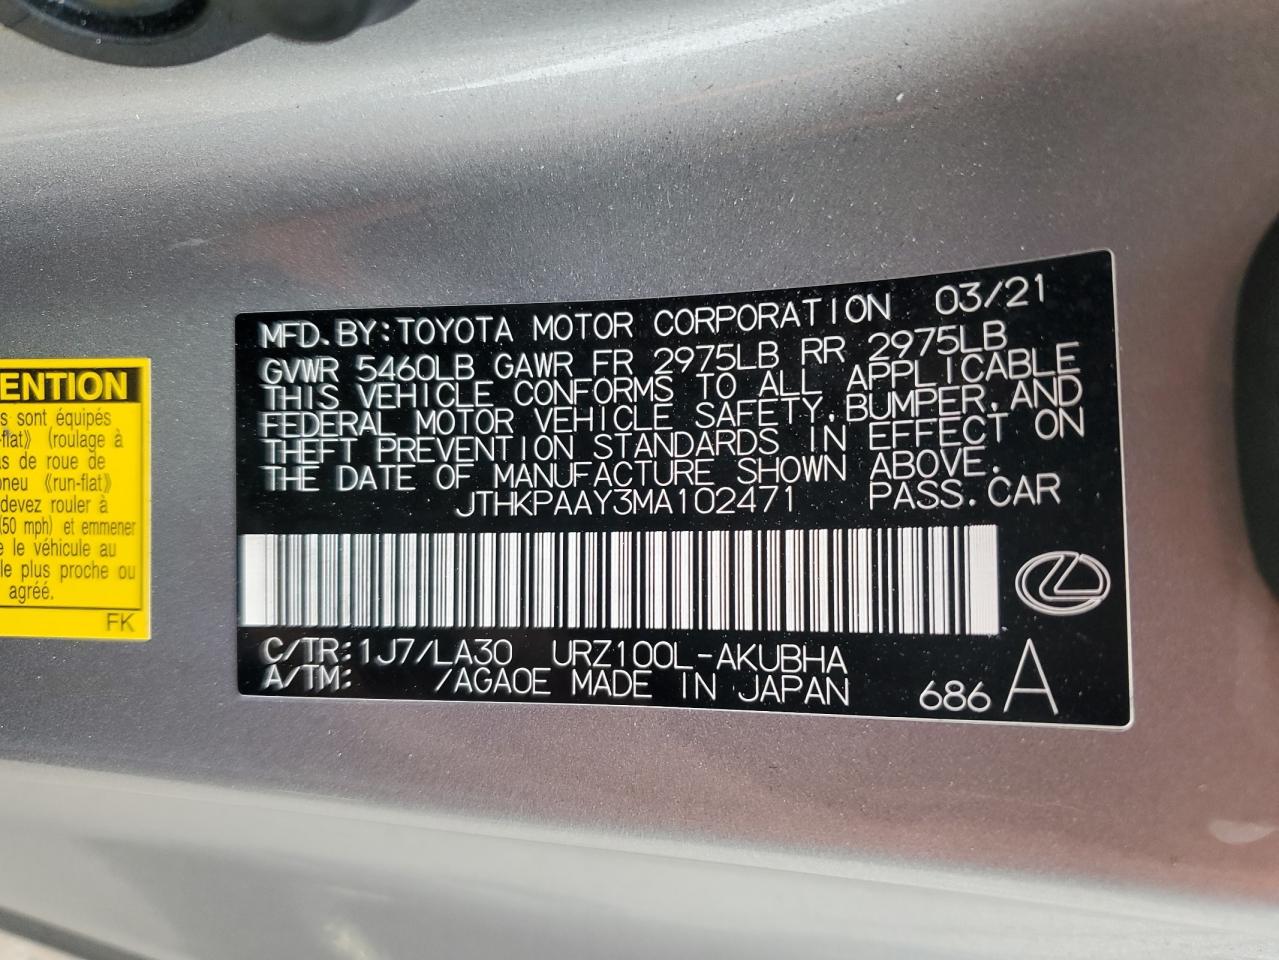 ENTION
s sont équipés
-flat》 (roulage à
as de roue de
oneu 《run-flat》
devez rouler à
(50 mph) et emmener
e le véhicule au
le plus proche ou
agréé.
FK
MFD.BY:TOYOTA MOTOR CORPORATION 03/21
GVWR 5460LB GAWR FR 2975LB RR 2975LB
THIS VEHICLE CONFORMS TO ALL APPLICABLE
FEDERAL MOTOR VEHICLE SAFETY,BUMPER,AND
THEFT PREVENTION STANDARDS IN EFFECT ON
THE DATE OF MANUFACTURE SHOWN ABOVE.
JTHKPAAY3MA102471 PASS.CAR
C/TR:1J7/LA30 URZ100L-AKUBHA
A/TM: /AGA0E MADE IN JAPAN 686 A